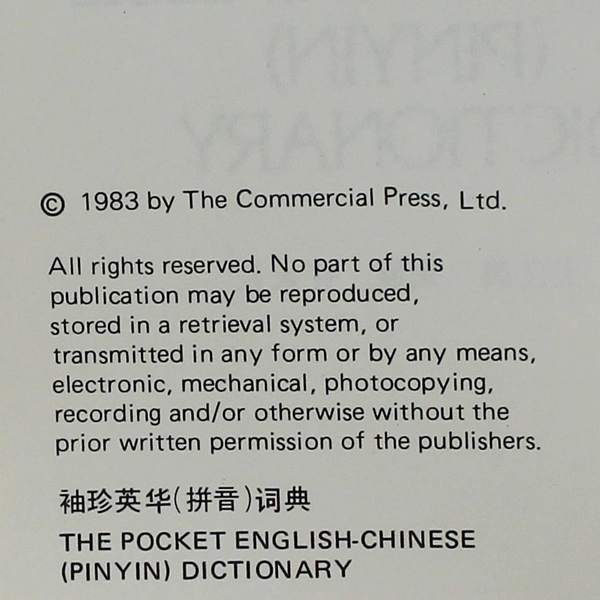 © 1983 by The Commercial Press, Ltd.
All rights reserved. No part of this
publication may be reproduced,
stored in a retrieval system, or
transmitted in any form or by any means,
electronic, mechanical, photocopying,
recording and/or otherwise without the
prior written permission of the publishers.
袖珍英华(拼音)词典
THE POCKET ENGLISH-CHINESE
(PINYIN) DICTIONARY